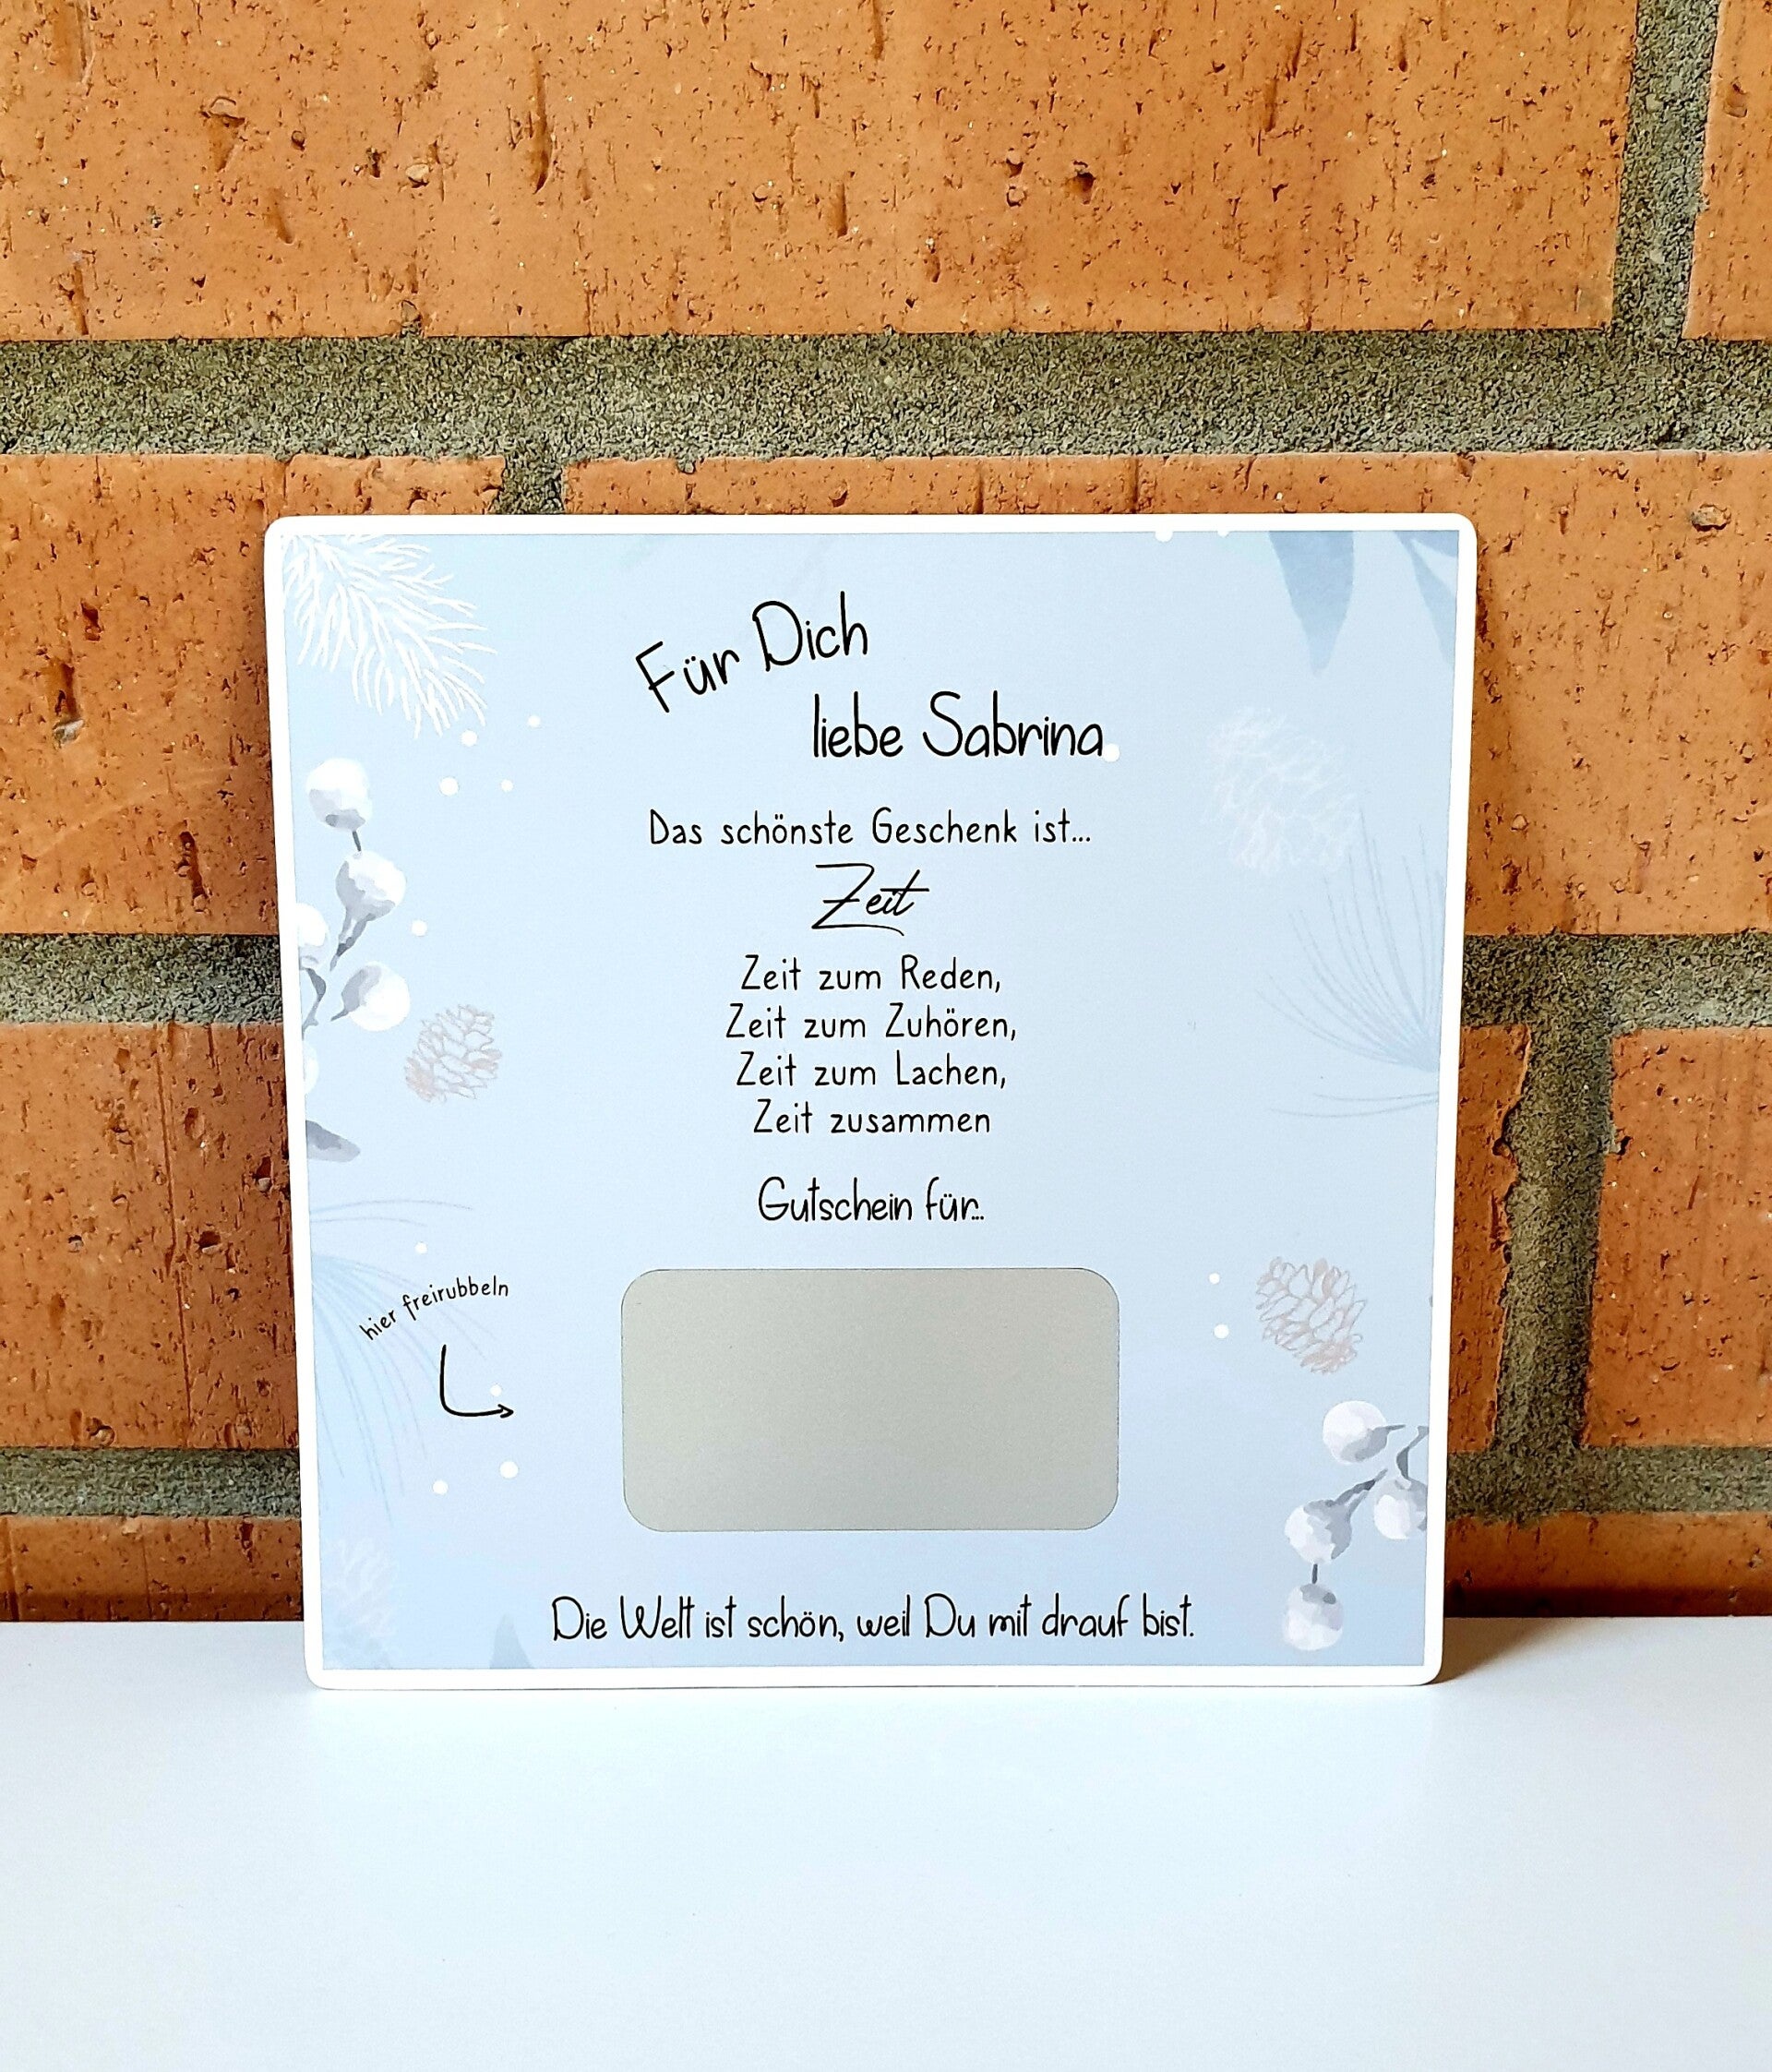 Für Dich
liebe Sabrina
Das schönste Geschenk ist...
Zeit
Zeit zum Reden,
Zeit zum Zuhören,
Zeit zum Lachen,
Zeit zusammen
Gutschein für...
hier freirubbeln
Die Welt ist schön, weil Du mit drauf bist.